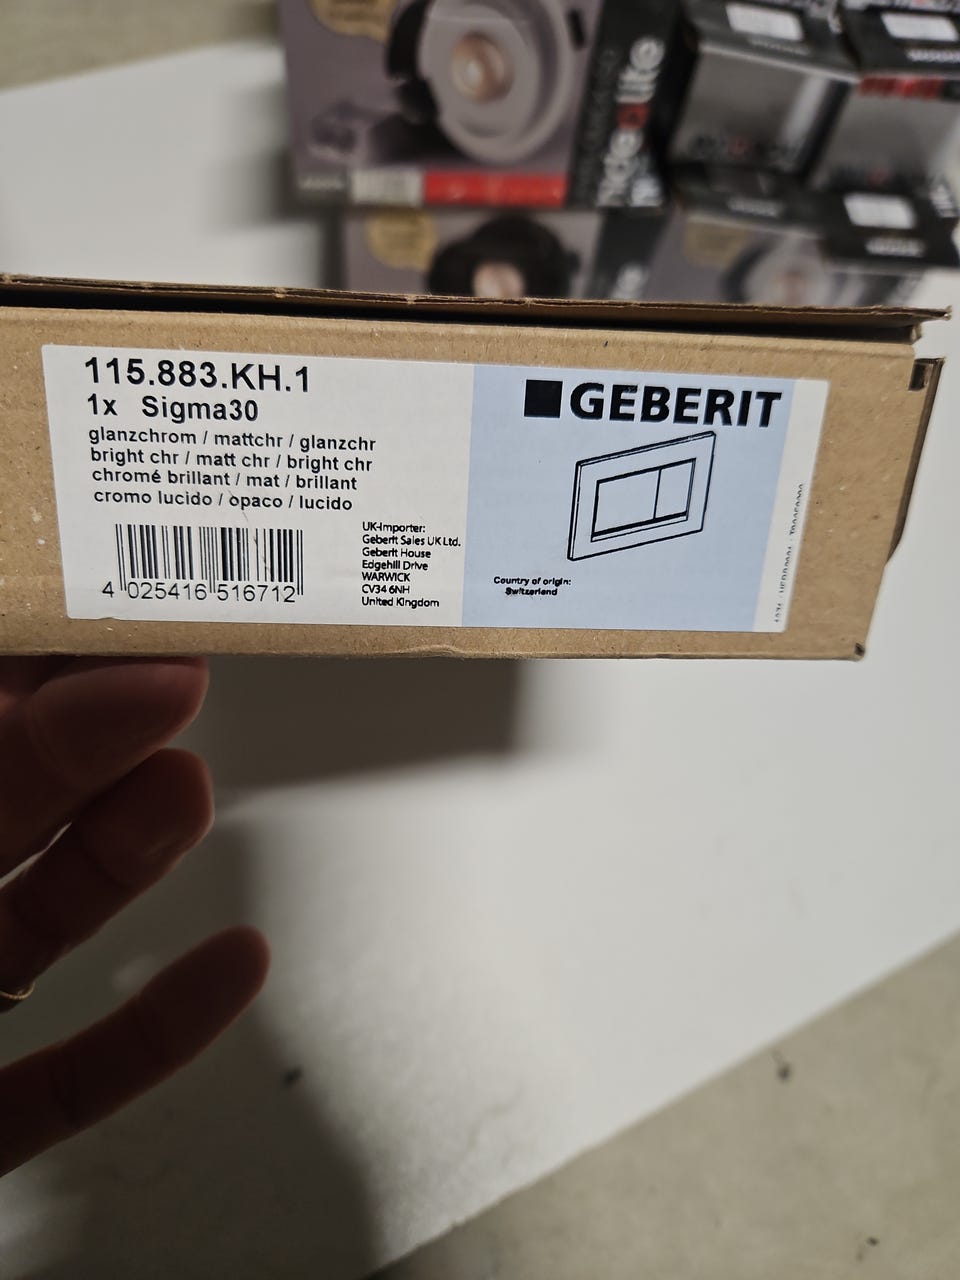 115.883.KH.1
1x Sigma30
glanzchrom / mattchr / glanzchr
bright chr / matt chr / bright chr
chromé brillant / mat / brillant
cromo lucido / opaco / lucido
4 025416 516712
UK-Importer:
Geberit Sales UK Ltd.
Geberit House
Edgehill Drive
WARWICK
CV34 6NH
United Kingdom
GEBERIT
Country of origin:
Switzerland